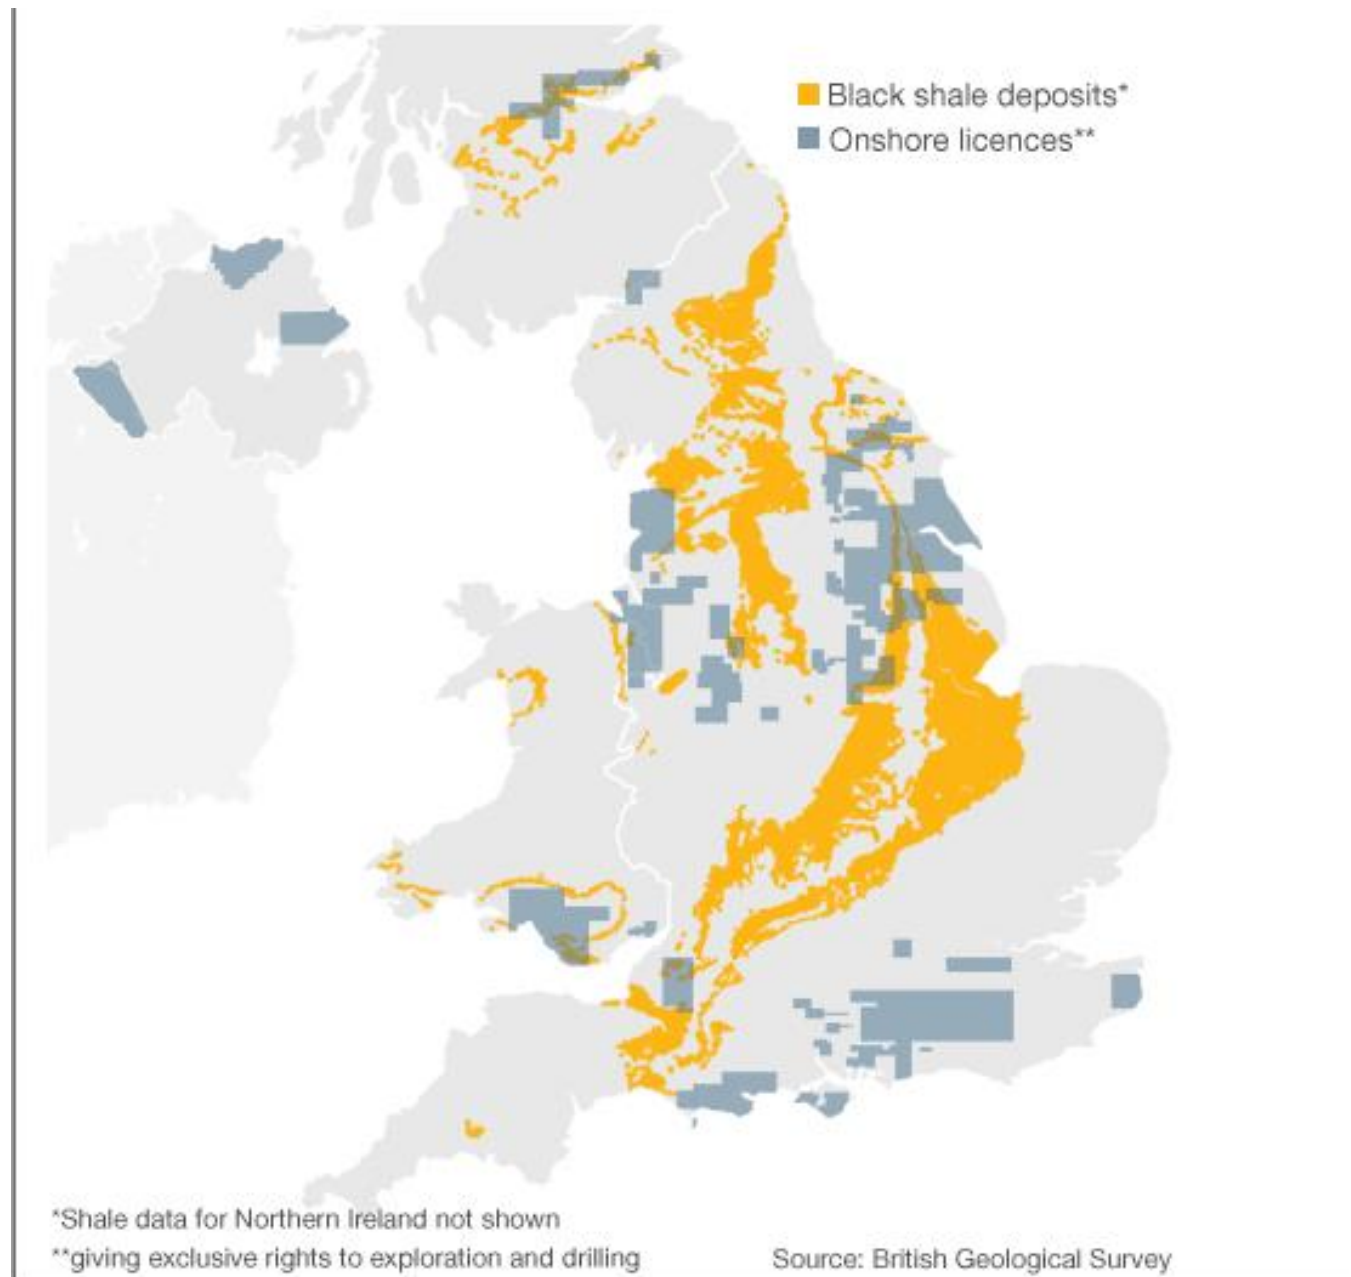 Black shale deposits*
Onshore licences**
*Shale data for Northern Ireland not shown
**giving exclusive rights to exploration and drilling
Source: British Geological Survey